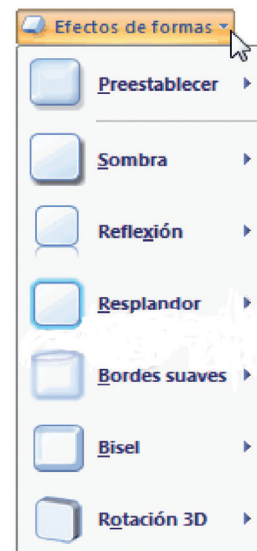 Efectos de formas
Preestablecer
Sombra
Reflexión
Resplandor
Bordes suaves
Bisel
Rotación 3D